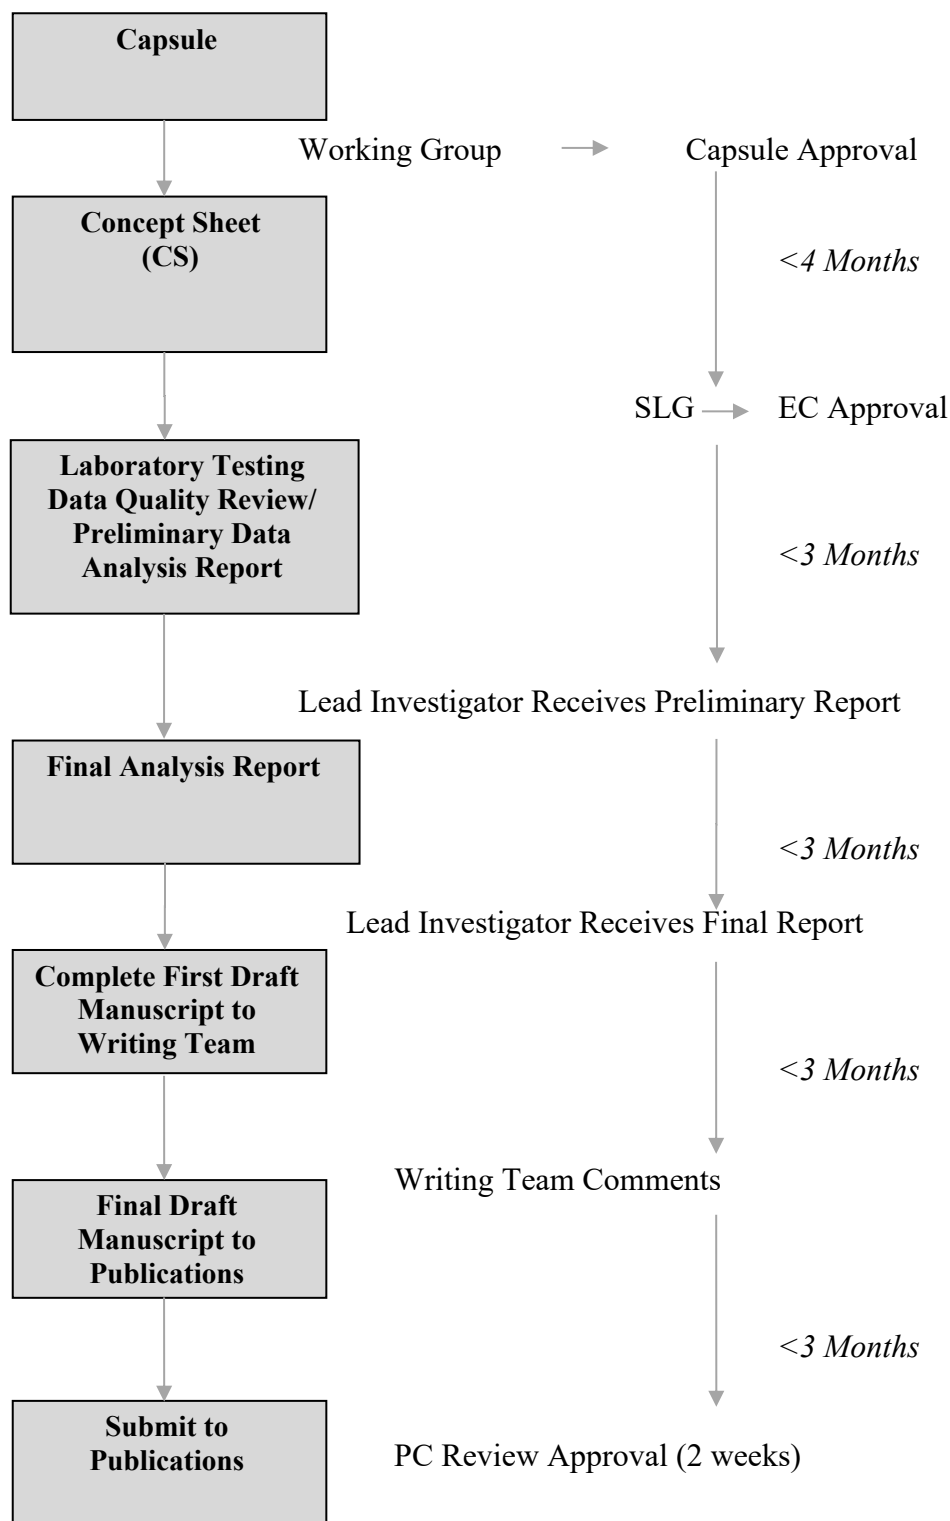 Capsule
Working Group
Capsule Approval
Concept Sheet
(CS)
<4 Months
SLG
EC Approval
Laboratory Testing
Data Quality Review/
Preliminary Data
Analysis Report
<3 Months
Lead Investigator Receives Preliminary Report
Final Analysis Report
<3 Months
Lead Investigator Receives Final Report
Complete First Draft
Manuscript to
Writing Team
<3 Months
Writing Team Comments
Final Draft
Manuscript to
Publications
<3 Months
Submit to
Publications
PC Review Approval (2 weeks)